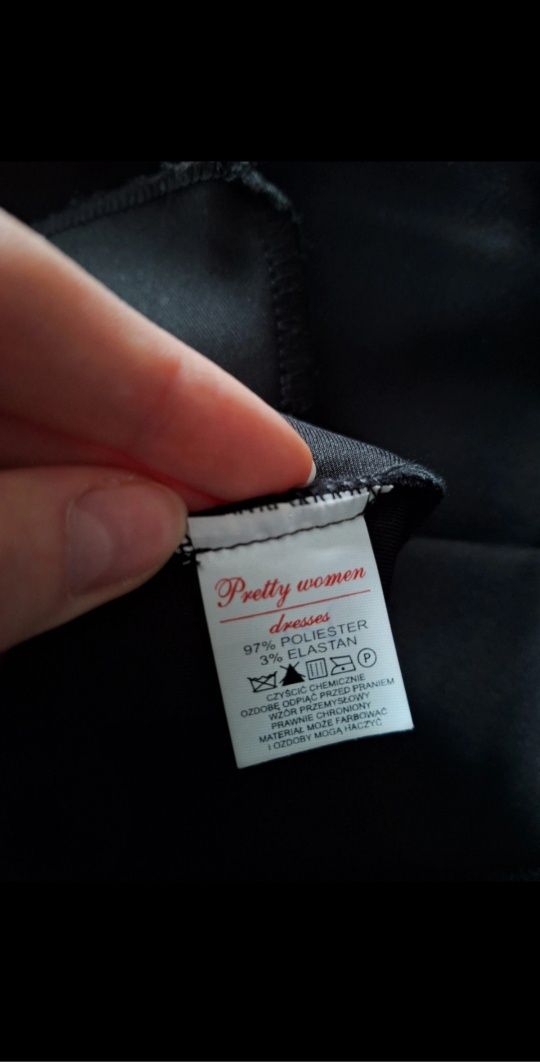 Pretty women
dresses
97% POLIESTER
3% ELASTAN
P
CZYŚCIĆ CHEMICZNIE
OZDOBĘ ODPIĄĆ PRZED PRANIEM
WZÓR PRZEMYSŁOWY
PRAWNIE CHRONIONY
MATERIAŁ MOŻE FARBOWAĆ
I OZDOBY MOGĄ HACZYĆ